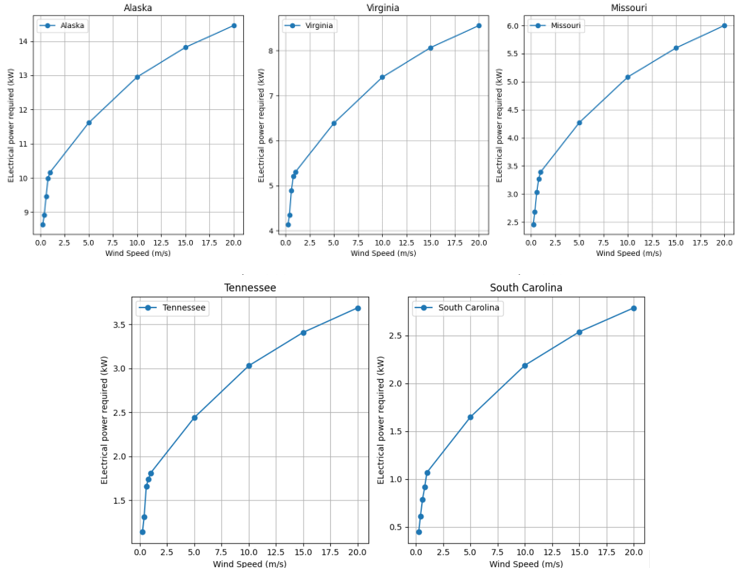 Alaska
Alaska
ELectrical power required (kW)
14
13
12
11
10
9
0.0 2.5 5.0 7.5 10.0 12.5 15.0 17.5 20.0
Wind Speed (m/s)
Virginia
Virginia
ELectrical power required (kW)
8
7
6
5
4
0.0 2.5 5.0 7.5 10.0 12.5 15.0 17.5 20.0
Wind Speed (m/s)
Missouri
Missouri
ELectrical power required (kW)
6.0
5.5
5.0
4.5
4.0
3.5
3.0
2.5
0.0 2.5 5.0 7.5 10.0 12.5 15.0 17.5 20.0
Wind Speed (m/s)
Tennessee
Tennessee
ELectrical power required (kW)
3.5
3.0
2.5
2.0
1.5
0.0 2.5 5.0 7.5 10.0 12.5 15.0 17.5 20.0
Wind Speed (m/s)
South Carolina
South Carolina
ELectrical power required (kW)
2.5
2.0
1.5
1.0
0.5
0.0 2.5 5.0 7.5 10.0 12.5 15.0 17.5 20.0
Wind Speed (m/s)